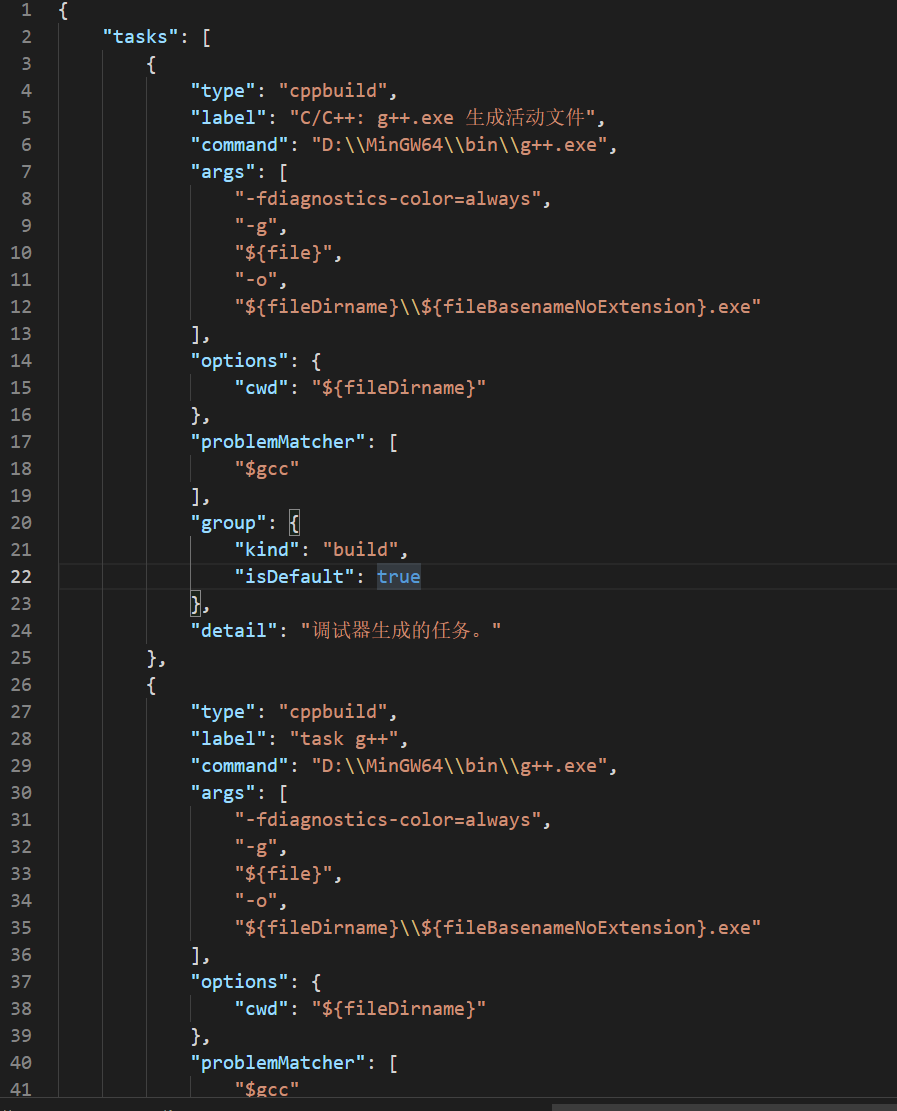 1 {
2 "tasks": [
3 {
4 "type": "cppbuild",
5 "label": "C/C++: g++.exe 生成活动文件",
6 "command": "D:\\MinGW64\\bin\\g++.exe",
7 "args": [
8 "-fdiagnostics-color=always",
9 "-g",
10 "${file}",
11 "-o",
12 "${fileDirname}\\${fileBasenameNoExtension}.exe"
13 ],
14 "options": {
15 "cwd": "${fileDirname}"
16 },
17 "problemMatcher": [
18 "$gcc"
19 ],
20 "group": {
21 "kind": "build",
22 "isDefault": true
23 },
24 "detail": "调试器生成的任务。"
25 },
26 {
27 "type": "cppbuild",
28 "label": "task g++",
29 "command": "D:\\MinGW64\\bin\\g++.exe",
30 "args": [
31 "-fdiagnostics-color=always",
32 "-g",
33 "${file}",
34 "-o",
35 "${fileDirname}\\${fileBasenameNoExtension}.exe"
36 ],
37 "options": {
38 "cwd": "${fileDirname}"
39 },
40 "problemMatcher": [
41 "$gcc"